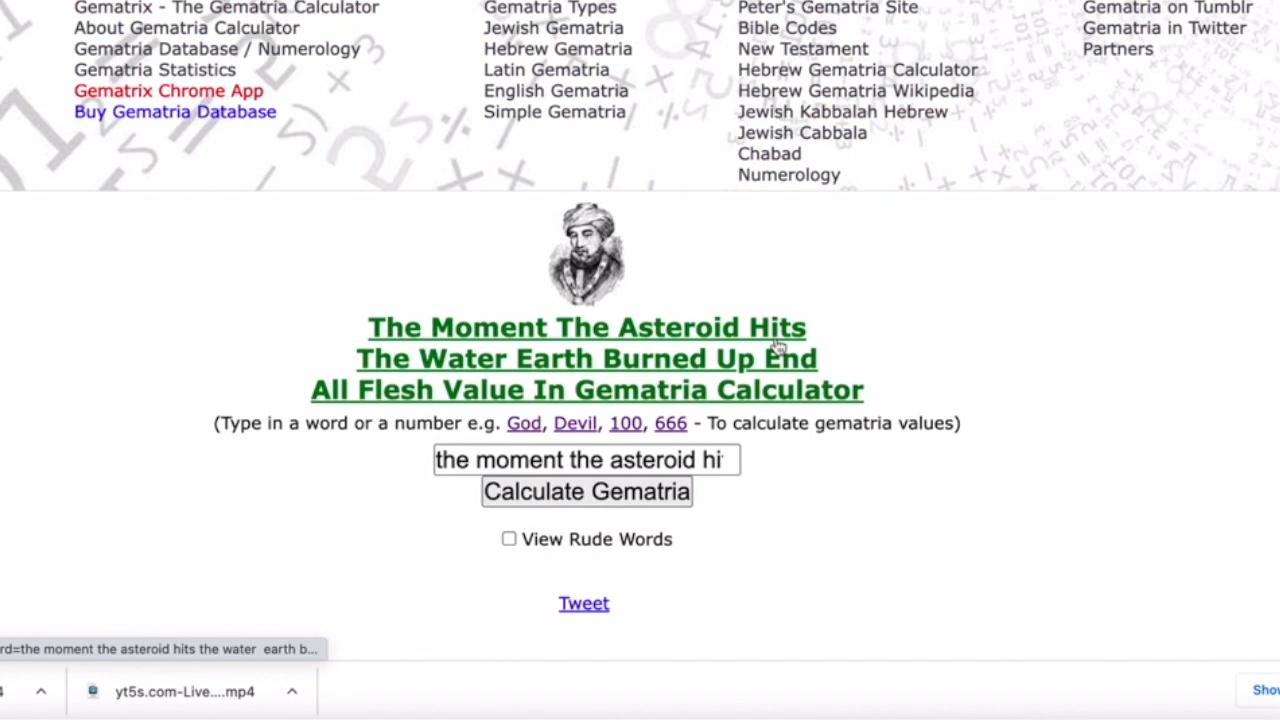 Gematrix - The Gematria Calculator
About Gematria Calculator
Gematria Database / Numerology
Gematria Statistics
Gematrix Chrome App
Buy Gematria Database
Gematria Types
Jewish Gematria
Hebrew Gematria
Latin Gematria
English Gematria
Simple Gematria
Peter's Gematria Site
Bible Codes
New Testament
Hebrew Gematria Calculator
Hebrew Gematria Wikipedia
Jewish Kabbalah Hebrew
Jewish Cabbala
Chabad
Numerology
Gematria on Tumblr
Gematria in Twitter
Partners
The Moment The Asteroid Hits
The Water Earth Burned Up End
All Flesh Value In Gematria Calculator
(Type in a word or a number e.g. God, Devil, 100, 666 - To calculate gematria values)
the moment the asteroid hi
Calculate Gematria
View Rude Words
Tweet
rd=the moment the asteroid hits the water earth b...
4
yt5s.com-Live....mp4
Show